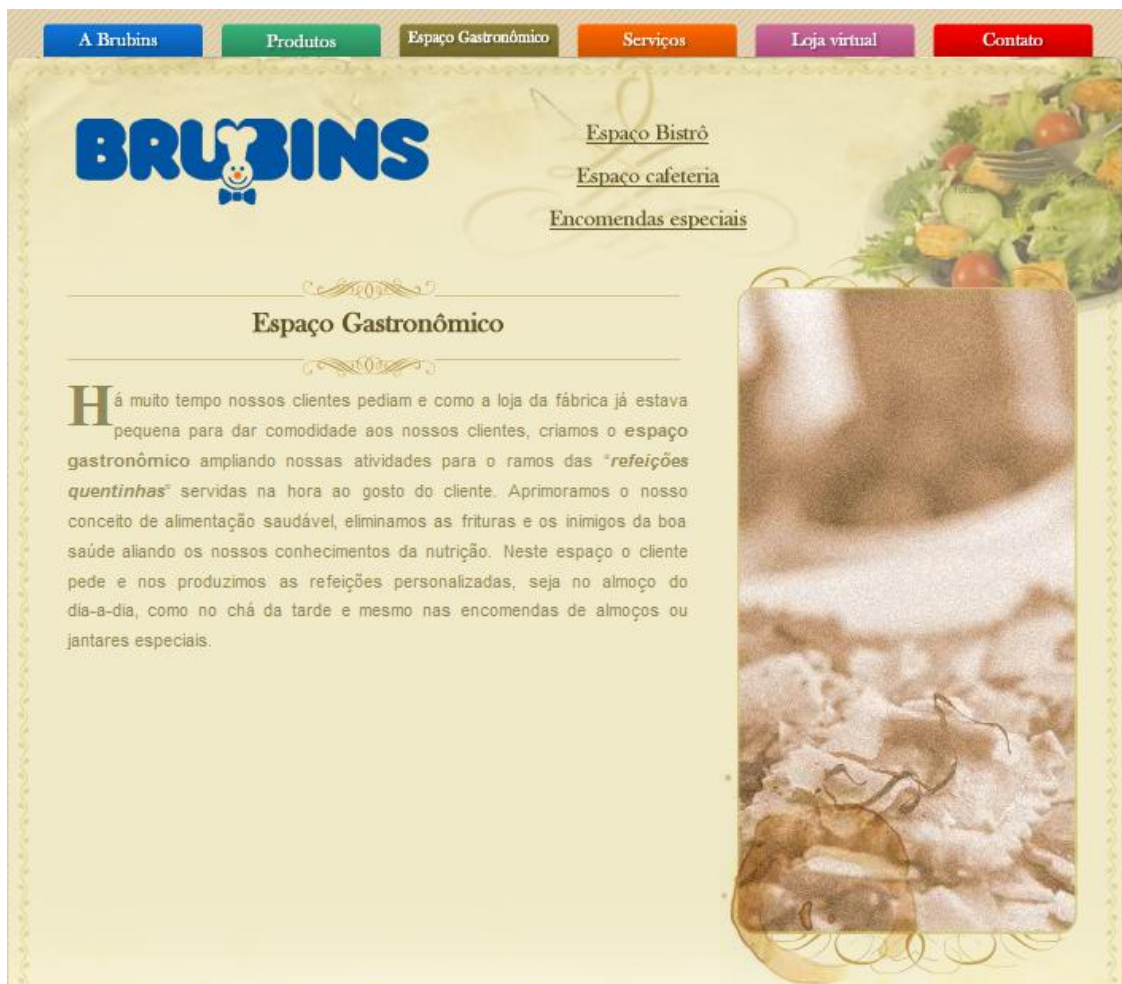 A Brubins
Produtos
Espaço Gastronômico
Serviços
Loja virtual
Contato
BRUBINS
Espaço Bistrô
Espaço cafeteria
Encomendas especiais
Espaço Gastronômico
Há muito tempo nossos clientes pediam e como a loja da fábrica já estava
pequena para dar comodidade aos nossos clientes, criamos o espaço
gastronômico ampliando nossas atividades para o ramos das “refeições
quentinhas” servidas na hora ao gosto do cliente. Aprimoramos o nosso
conceito de alimentação saudável, eliminamos as frituras e os inimigos da boa
saúde aliando os nossos conhecimentos da nutrição. Neste espaço o cliente
pede e nos produzimos as refeições personalizadas, seja no almoço do
dia-a-dia, como no chá da tarde e mesmo nas encomendas de almoços ou
jantares especiais.